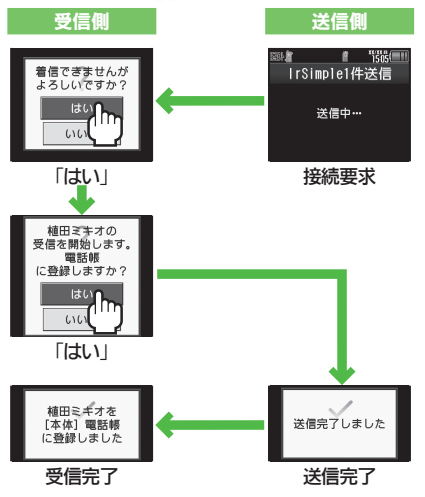 受信側
送信側
着信できませんが
よろしいですか？
はい
いい
「はい」
15:05
IrSimple1件送信
送信中…
接続要求
植田ミキオの
受信を開始します。
電話帳
に登録しますか？
はい
いい
「はい」
植田ミキオを
[本体] 電話帳
に登録しました
受信完了
送信完了しました
送信完了